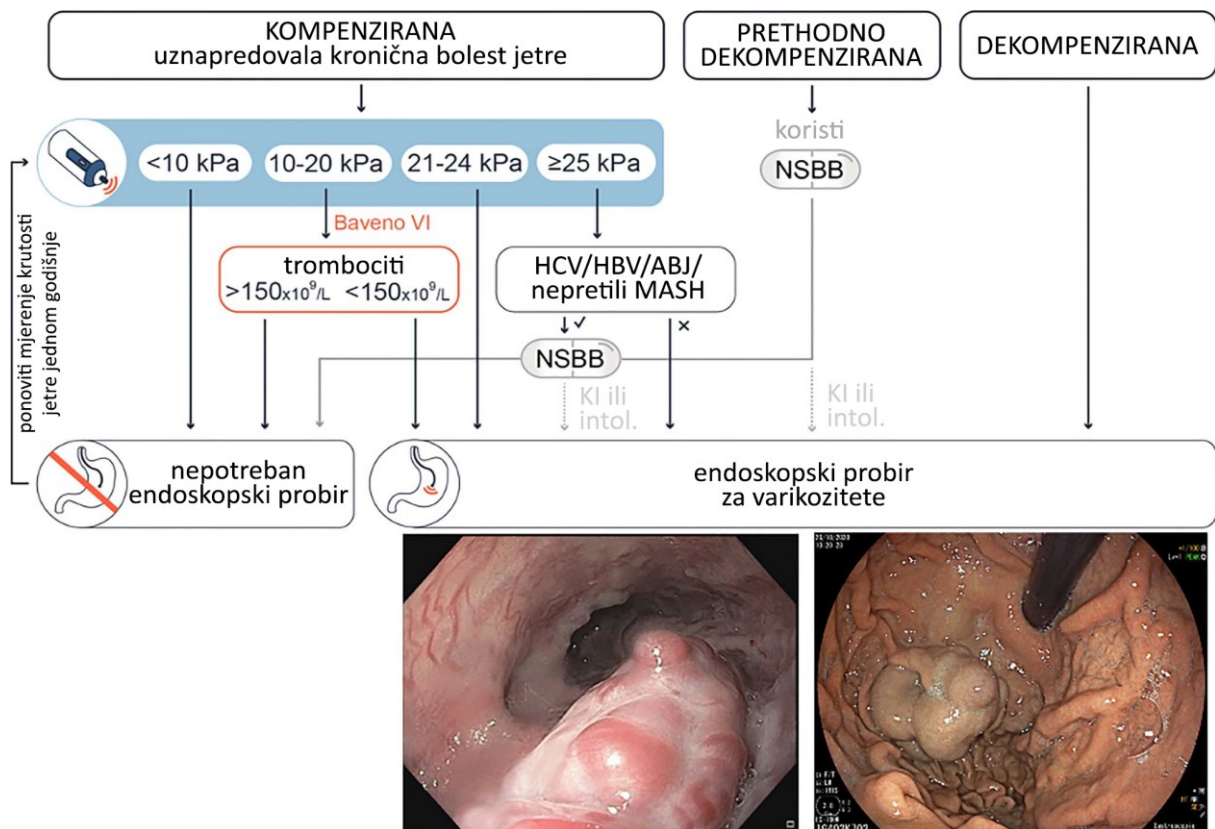 KOMPENZIRANA
uznapredovala kronična bolest jetre
PRETHODNO
DEKOMPENZIRANA
DEKOMPENZIRANA
koristi
NSBB
<10 kPa
10-20 kPa
21-24 kPa
≥25 kPa
Baveno VI
trombociti
>150x10⁹/L <150x10⁹/L
HCV/HBV/ABJ/
nepretili MASH
✓
×
NSBB
KI ili
intol.
KI ili
intol.
ponoviti mjerenje krutosti
jetre jednom godišnje
nepotreban
endoskopski probir
endoskopski probir
za varikozitete